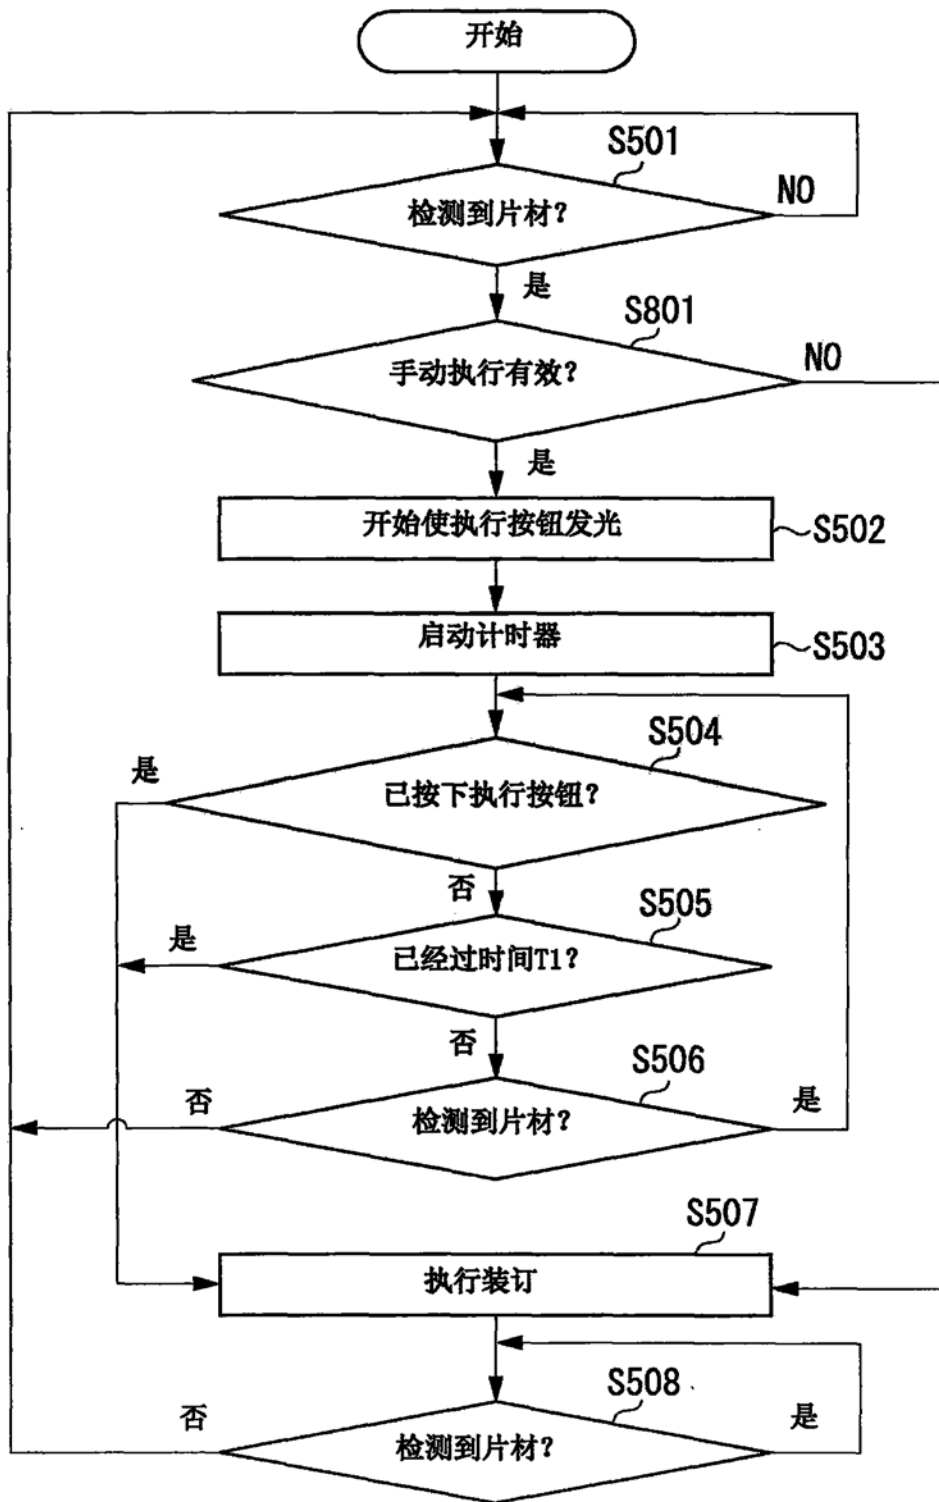 开始
S501
检测到片材？
NO
是
S801
手动执行有效？
NO
是
开始使执行按钮发光
S502
启动计时器
S503
S504
是
已按下执行按钮？
否
S505
是
已经过时间T1？
否
S506
否
检测到片材？
是
S507
执行装订
S508
否
检测到片材？
是